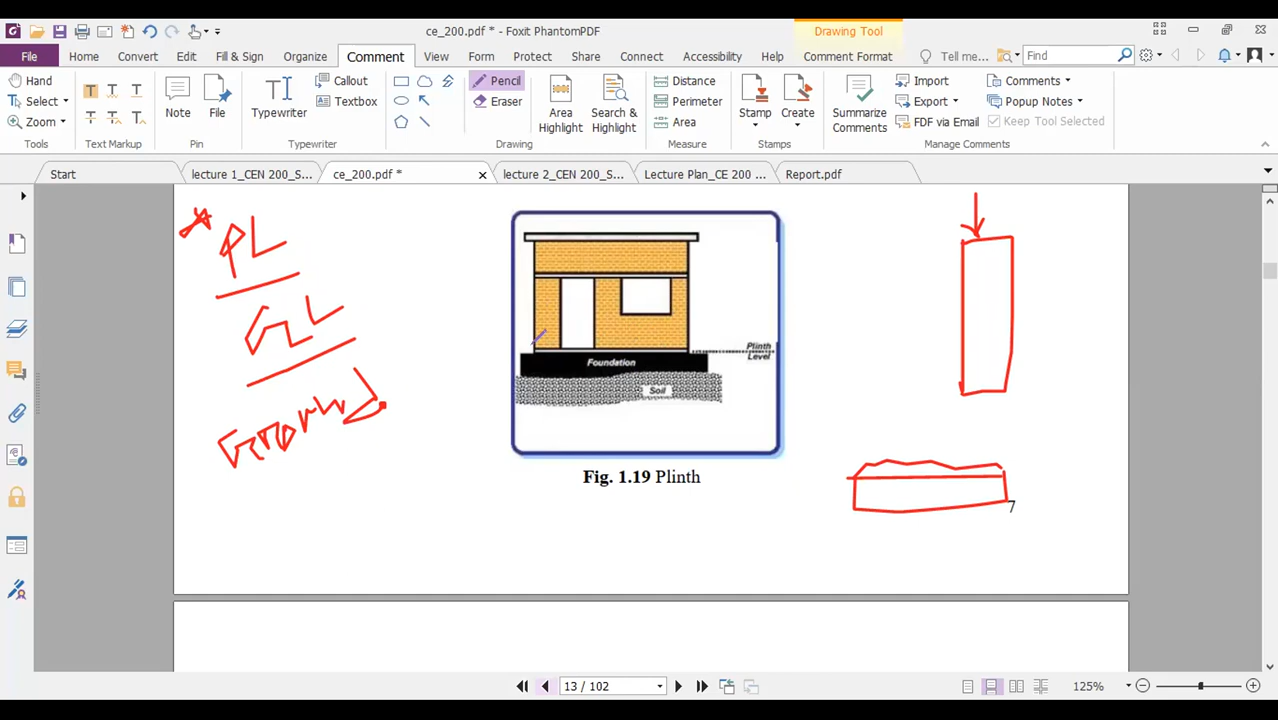 ce_200.pdf * - Foxit PhantomPDF
Drawing Tool
File Home Convert Edit Fill & Sign Organize Comment View Form Protect Share Connect Accessibility Help Comment Format Tell me... Find
Hand
Select
Zoom
Tools
T T T
T T T
Text Markup
Note
File
Pin
Typewriter
Callout
Textbox
Typewriter
Pencil
Eraser
Area Highlight
Search & Highlight
Drawing
Distance
Perimeter
Area
Measure
Stamp
Create
Stamps
Summarize Comments
Import
Export
FDF via Email
Comments
Popup Notes
Keep Tool Selected
Manage Comments
Start
lecture 1_CEN 200_S...
ce_200.pdf *
lecture 2_CEN 200_S...
Lecture Plan_CE 200 ...
Report.pdf
PL
GL
Plinth
Level
Foundation
Soil
Fig. 1.19 Plinth
7
13 / 102
125%